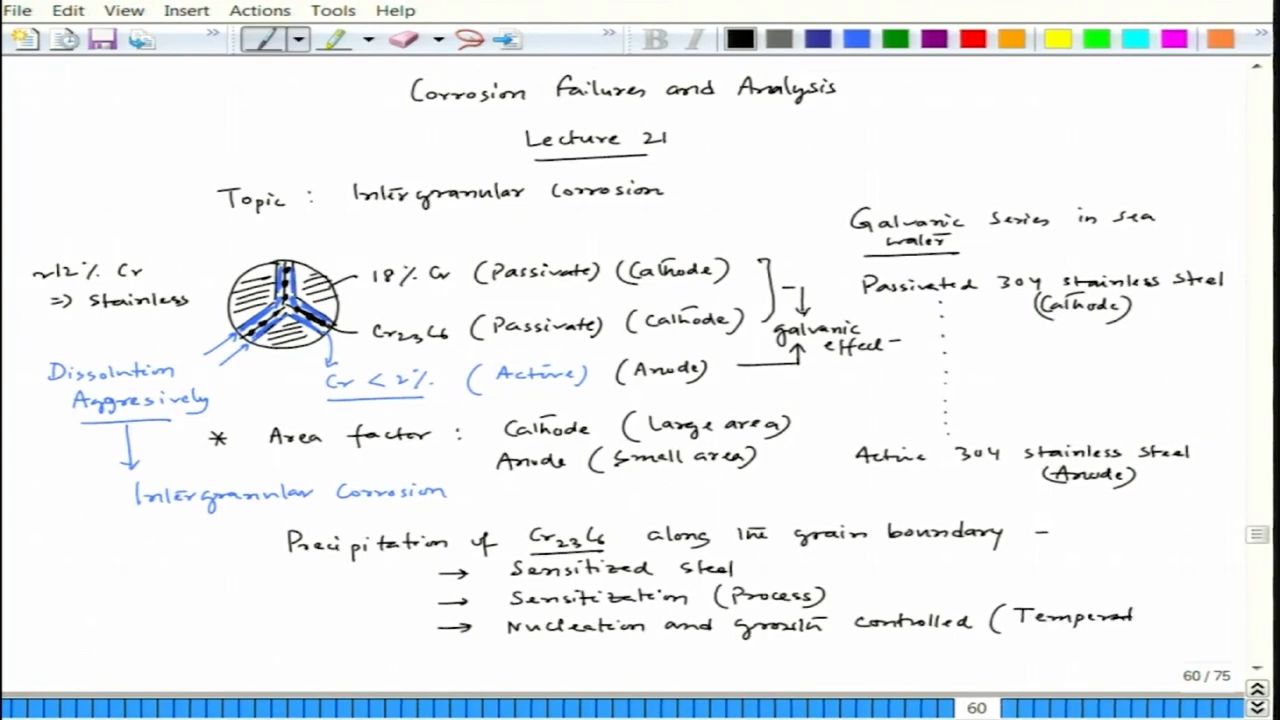 File Edit View Insert Actions Tools Help
Corrosion Failures and Analysis
Lecture 21
Topic : Intergranular Corrosion
Galvanic Series in sea
water
~12% Cr
=> Stainless
18% Cr (Passivate) (Cathode)
Cr23C6 (Passivate) (Cathode)
galvanic
effect -
Cr < 2% (Active) (Anode)
Passivated 304 stainless steel
(Cathode)
Dissolution
Aggresively
Intergranular Corrosion
* Area factor : Cathode (Large area)
Anode (Small area)
Active 304 stainless steel
(Anode)
Precipitation of Cr23C6 along the grain boundary -
→ Sensitized steel
→ Sensitization (Process)
→ Nucleation and growth controlled (Temperat
60 / 75
60